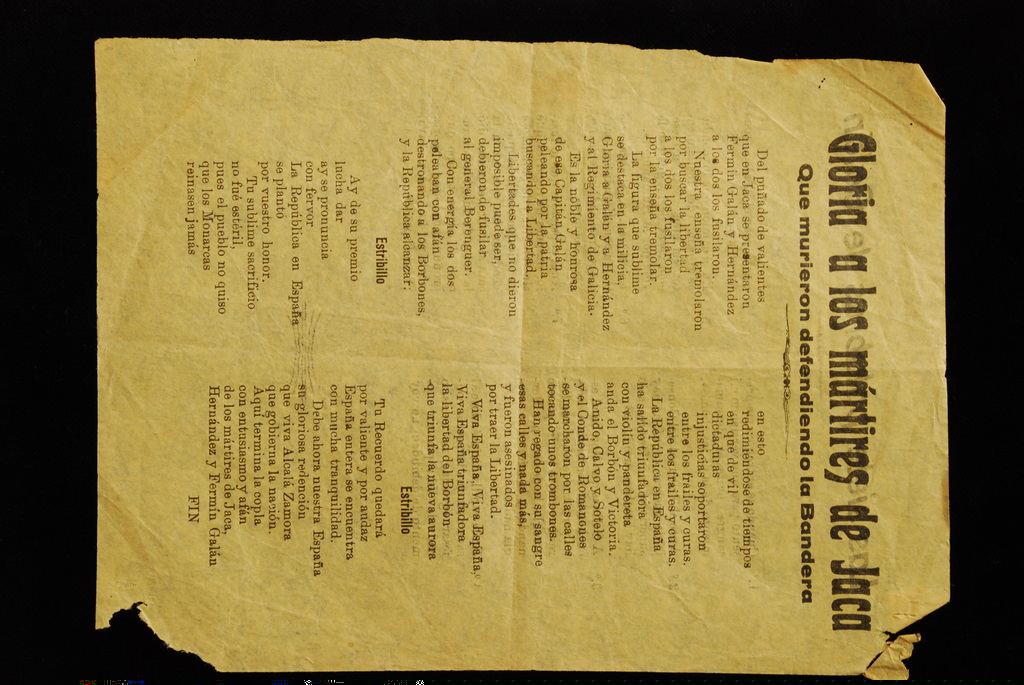 Gloria a los mártires de Jaca
Que murieron defendiendo la Bandera
Del puñado de valientes
que en Jaca se presentaron
Fermín Galán y Hernández
a los dos los fusilaron.
Nuestra enseña tremolaron
por buscar la libertad
a los dos los fusilaron
por la enseña tremolar.
La figura que sublime
se destaca en la milicia,
Gloria a Galán y a Hernández
y al Regimiento de Galicia.
Es la noble y honrosa
de ese Capitán Galán
peleando por la patria
buscando la Libertad.
Libertades que no dieron
imposible puede ser,
debieron de fusilar
al general Berenguer.
Con energía los dos
peleaban con afán
destronando a los Borbones,
y la República alcanzar;
Estribillo
Ay de su premio
lucha dar
ay se pronuncia
con fervor
La República en España
se plantó
por vuestro honor.
Tu sublime sacrificio
no fué estéril,
pues el pueblo no quiso
que los Monarcas
reinasen jamás
en esto
redimiéndose de tiempos
en que de vil
dictaduras
injusticias soportaron
entre los frailes y curas.
entre los frailes y curas.
La República en España
ha salido triunfadora
con violín y pandereta
anda el Borbon y Victoria.
Anido, Calvo y Sotelo
y el Conde de Romanones
se marcharon por las calles
tocando unos trombones.
Han regado con su sangre
esas calles y nada más,
y fueron asesinados
por traer la Libertad.
Viva España, Viva España,
Viva España triunfadora
la libertad del Borbón
que triunfa la nueva aurora
Estribillo
Tu Recuerdo quedará
por valiente y por audaz
España entera se encuentra
con mucha tranquilidad.
Debe ahora nuestra España
su gloriosa redención
que viva Alcalá Zamora
que gobierna la nación.
Aquí termina la copla
con entusiasmo y afán
de los mártires de Jaca,
Hernández y Fermín Galán
FIN